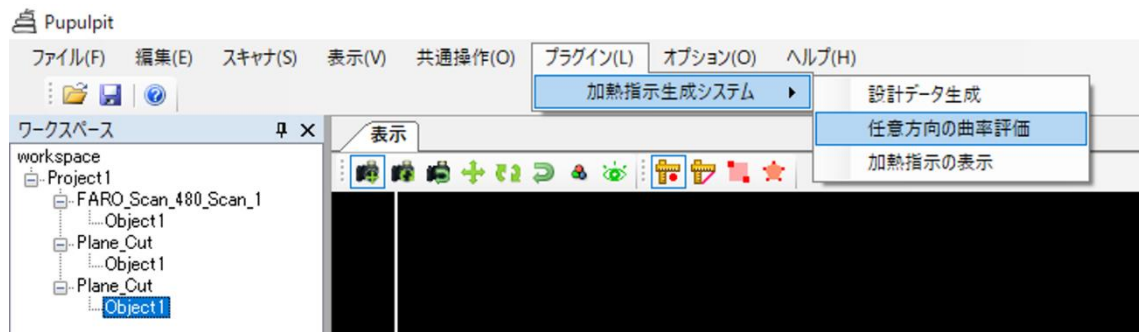 Pupulpit
ファイル(F) 編集(E) スキャナ(S) 表示(V) 共通操作(O) プラグイン(L) オプション(O) ヘルプ(H)
加熱指示生成システム
設計データ生成
任意方向の曲率評価
加熱指示の表示
ワークスペース
表示
workspace
Project1
FARO_Scan_480_Scan_1
Object1
Plane_Cut
Object1
Plane_Cut
Object1